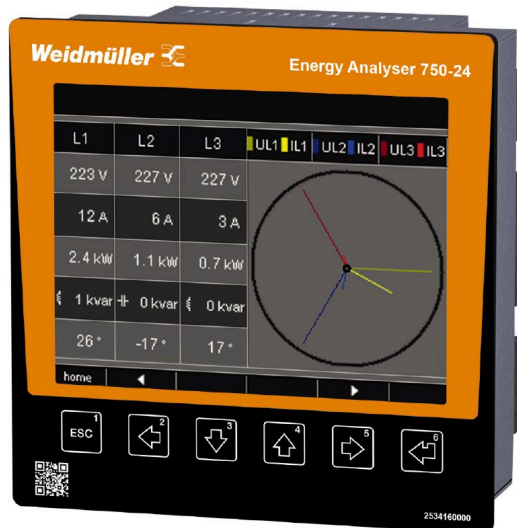 Weidmüller
Energy Analyser 750-24
L1 L2 L3 UL1 IL1 UL2 IL2 UL3 IL3
223 V 227 V 227 V
12 A 6 A 3 A
2.4 kW 1.1 kW 0.7 kW
1 kvar 0 kvar 0 kvar
26 ° -17 ° 17 °
home
ESC 1 2 3 4 5 6
2534160000